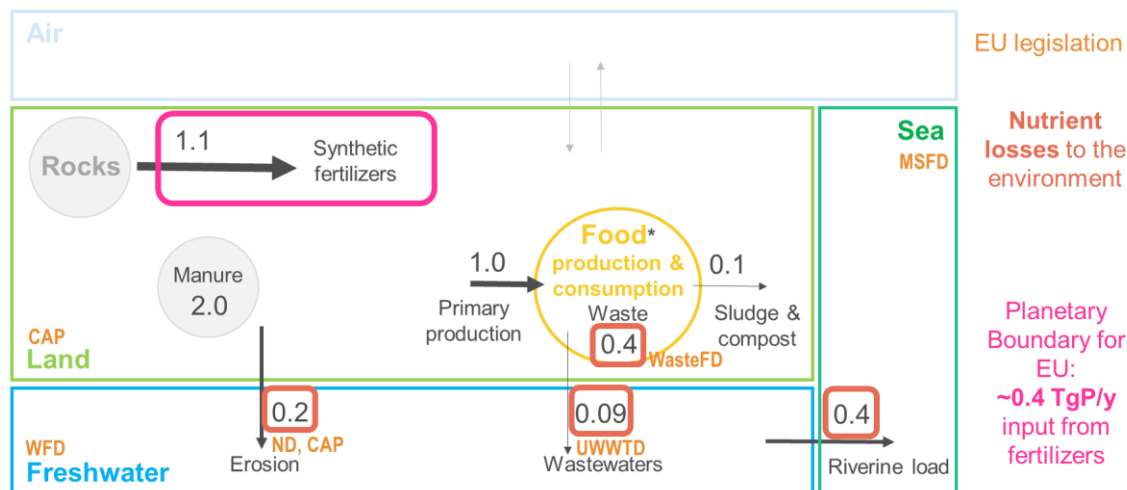 Air
EU legislation
Rocks
1.1
Synthetic
fertilizers
Sea
MSFD
Nutrient
losses to the
environment
Manure
2.0
1.0
Primary
production
Food*
production &
consumption
Waste
0.4
WasteFD
0.1
Sludge &
compost
CAP
Land
Planetary
Boundary for
EU:
~0.4 TgP/y
input from
fertilizers
WFD
Freshwater
0.2
ND, CAP
Erosion
0.09
UWWTD
Wastewaters
0.4
Riverine load